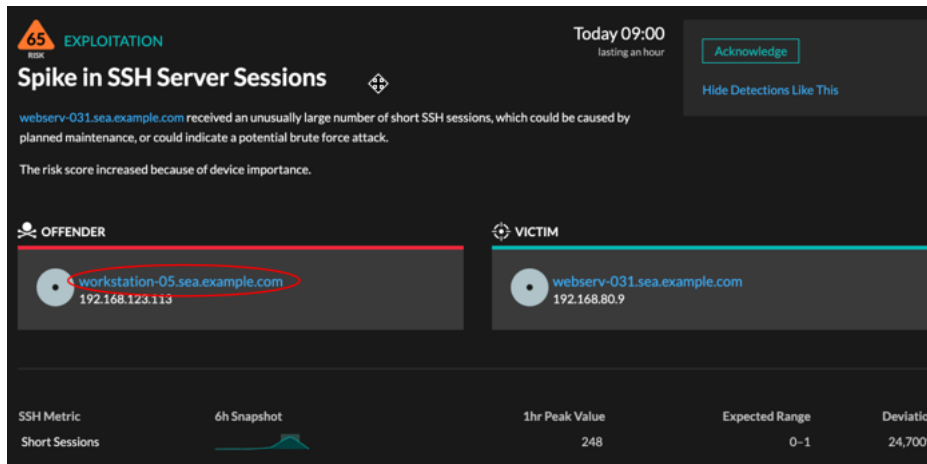 65
RISK
EXPLOITATION
Spike in SSH Server Sessions
Today 09:00
lasting an hour
Acknowledge
Hide Detections Like This
webserv-031.sea.example.com received an unusually large number of short SSH sessions, which could be caused by
planned maintenance, or could indicate a potential brute force attack.
The risk score increased because of device importance.
OFFENDER
workstation-05.sea.example.com
192.168.123.113
VICTIM
webserv-031.sea.example.com
192.168.80.9
SSH Metric 6h Snapshot 1hr Peak Value Expected Range Deviatio
Short Sessions 248 0–1 24,700